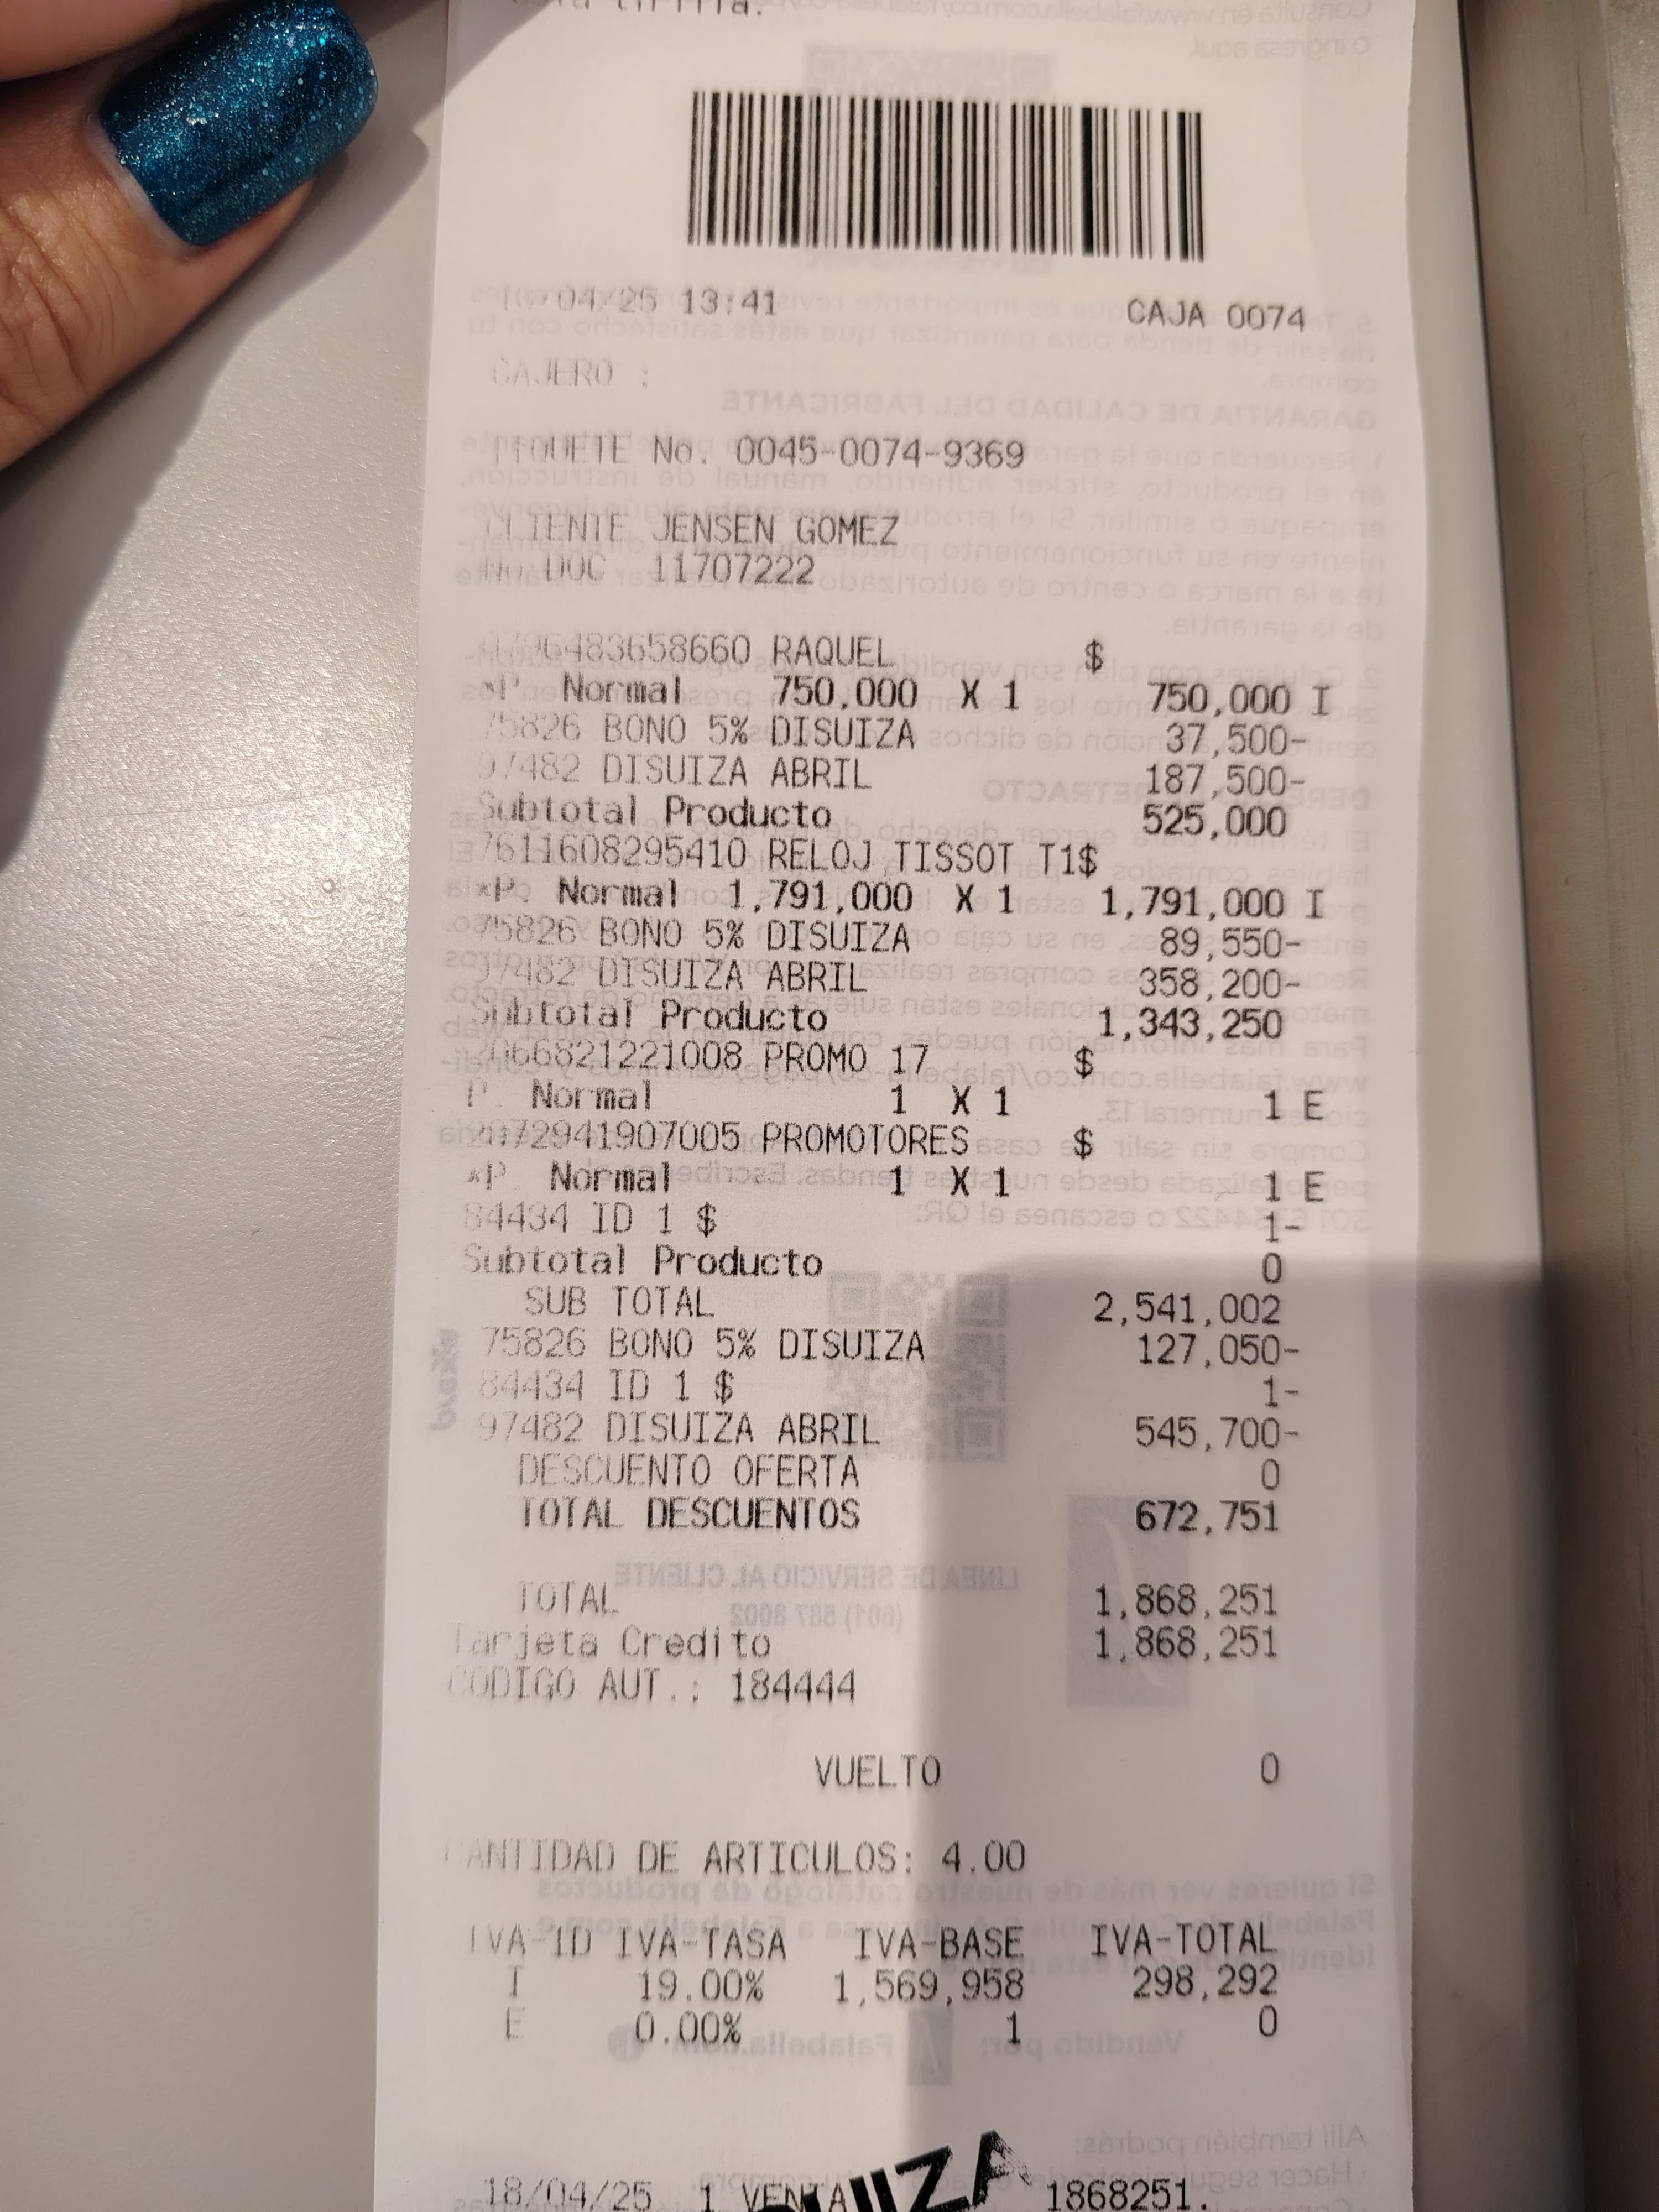 tirilla.
04/25 13:41 CAJA 0074
CAJERO :
TIQUETE No. 0045-0074-9369
CLIENTE JENSEN GOMEZ
No DOC 11707222
0796483658660 RAQUEL $
*P. Normal 750,000 X 1 750,000 I
75826 BONO 5% DISUIZA 37,500-
97482 DISUIZA ABRIL 187,500-
Subtotal Producto 525,000
7611608295410 RELOJ TISSOT T1$
*P. Normal 1,791,000 X 1 1,791,000 I
75826 BONO 5% DISUIZA 89,550-
97482 DISUIZA ABRIL 358,200-
Subtotal Producto 1,343,250
PROMO 17 $
P. Normal 1 X 1 1 E
PROMOTORES $
*P. Normal 1 X 1 1 E
84434 ID 1 $ 1-
Subtotal Producto 0
SUB TOTAL 2,541,002
75826 BONO 5% DISUIZA 127,050-
84434 ID 1 $ 1-
97482 DISUIZA ABRIL 545,700-
DESCUENTO OFERTA 0
TOTAL DESCUENTOS 672,751
TOTAL 1,868,251
Tarjeta Credito 1,868,251
CODIGO AUT.: 184444
VUELTO 0
CANTIDAD DE ARTICULOS: 4.00
IVA-ID IVA-TASA IVA-BASE IVA-TOTAL
I 19.00% 1,569,958 298,292
E 0.00% 1 0
18/04/25 1 VENTA 1868251.